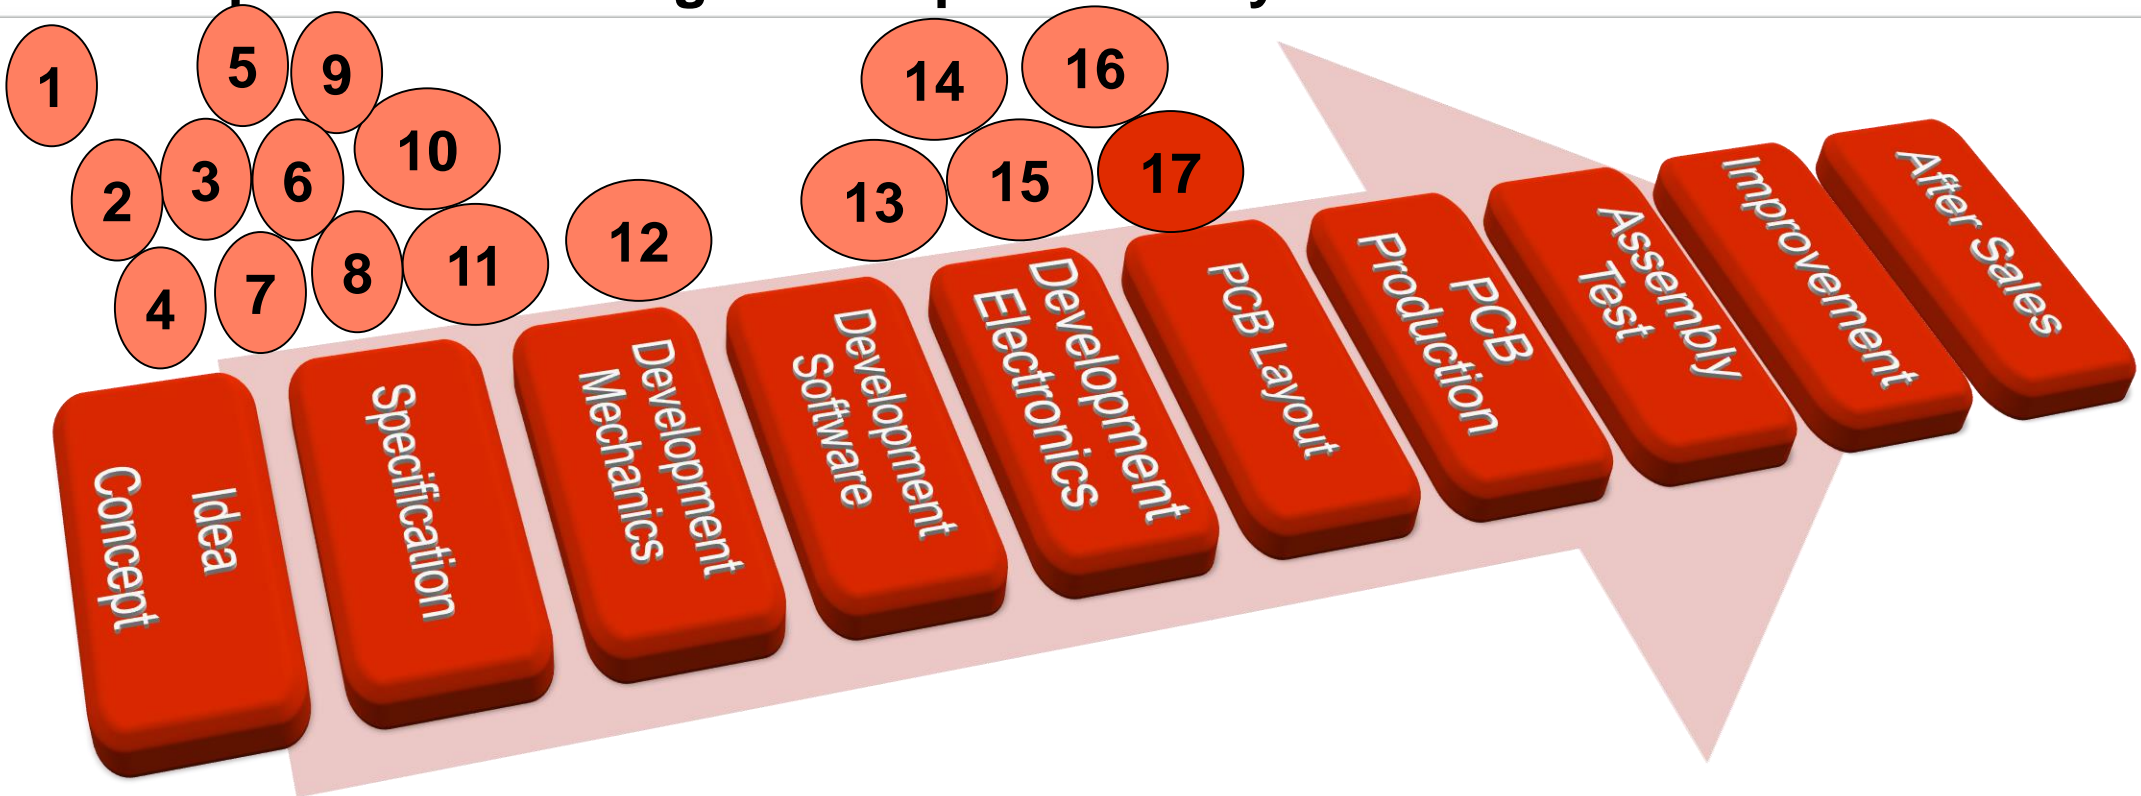 1
5
9
14
16
2
3
6
10
13
15
17
4
7
8
11
12
Idea
Concept
Specification
Development
Mechanics
Development
Software
Development
Electronics
PCB Layout
PCB
Production
Assembly
Test
Improvement
After Sales